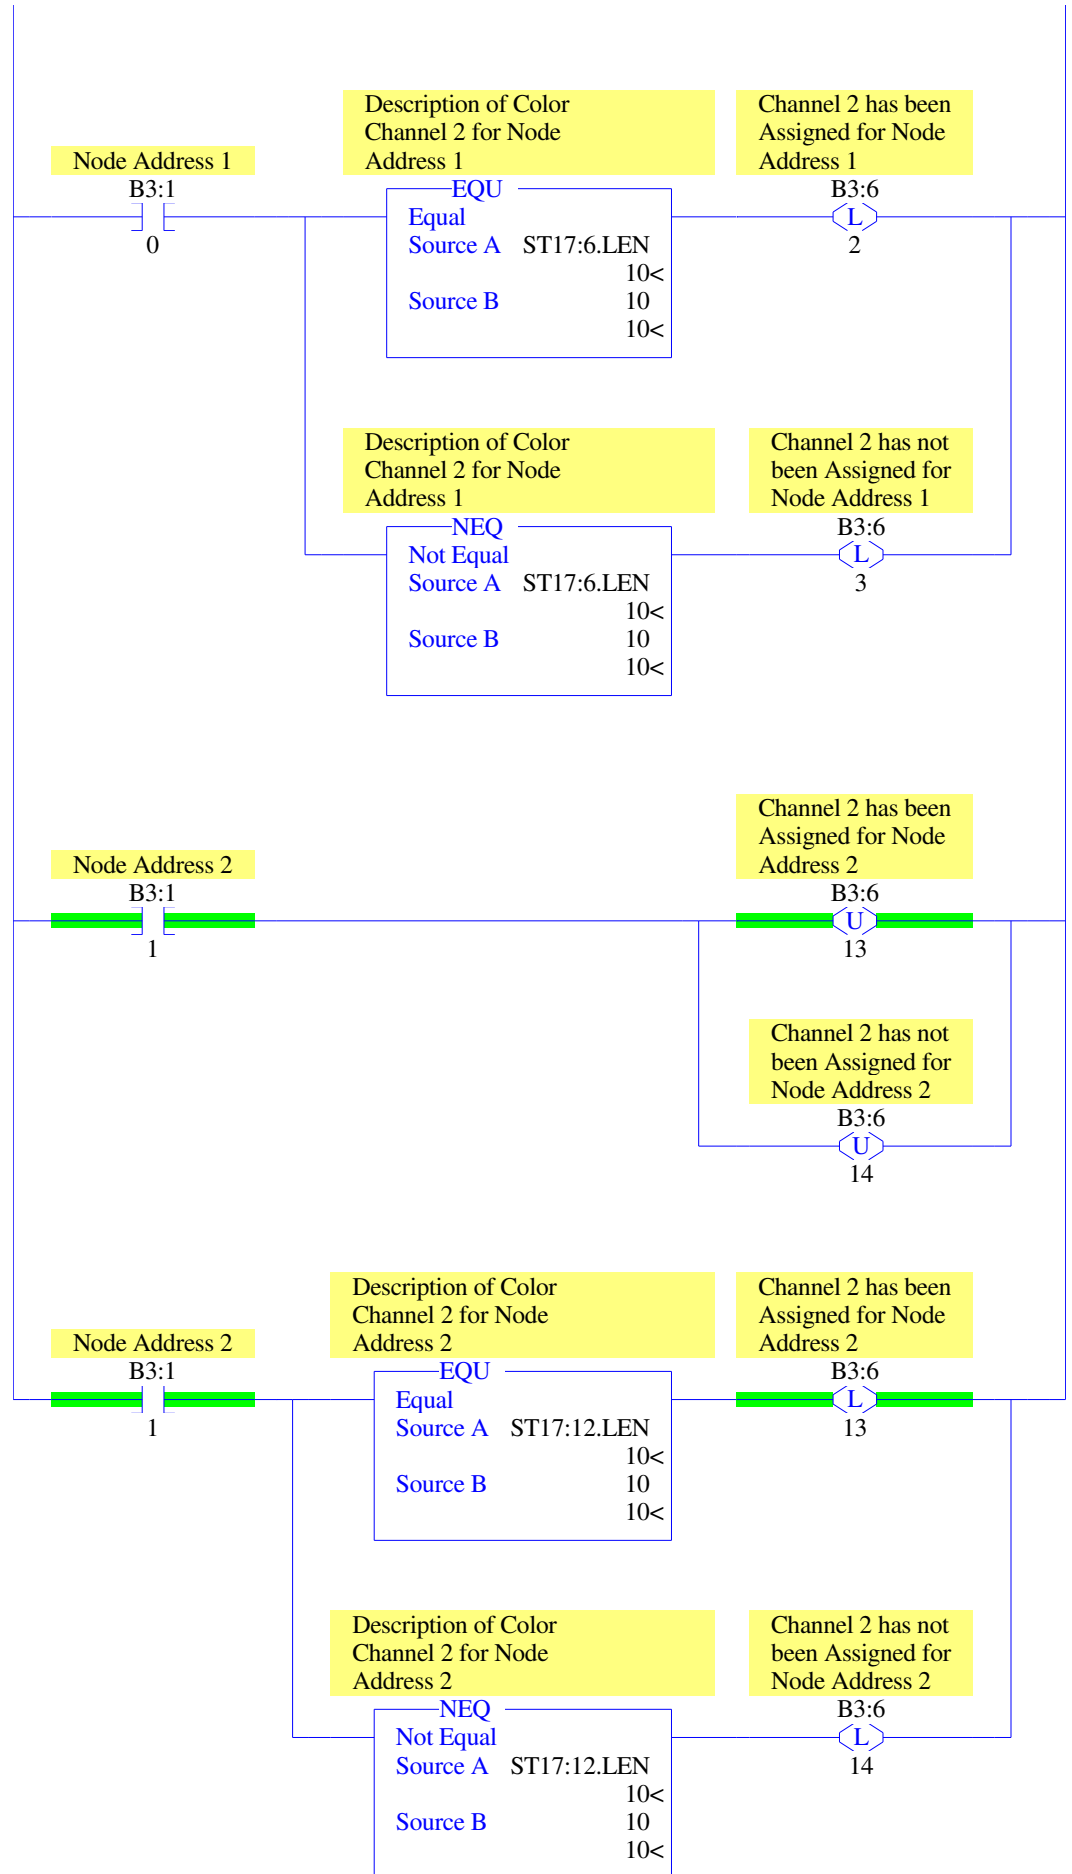 Node Address 1
B3:1
0
Description of Color
Channel 2 for Node
Address 1
EQU
Equal
Source A ST17:6.LEN
10<
Source B 10
10<
Channel 2 has been
Assigned for Node
Address 1
B3:6
L
2
Description of Color
Channel 2 for Node
Address 1
NEQ
Not Equal
Source A ST17:6.LEN
10<
Source B 10
10<
Channel 2 has not
been Assigned for
Node Address 1
B3:6
L
3
Node Address 2
B3:1
1
Channel 2 has been
Assigned for Node
Address 2
B3:6
U
13
Channel 2 has not
been Assigned for
Node Address 2
B3:6
U
14
Node Address 2
B3:1
1
Description of Color
Channel 2 for Node
Address 2
EQU
Equal
Source A ST17:12.LEN
10<
Source B 10
10<
Channel 2 has been
Assigned for Node
Address 2
B3:6
L
13
Description of Color
Channel 2 for Node
Address 2
NEQ
Not Equal
Source A ST17:12.LEN
10<
Source B 10
10<
Channel 2 has not
been Assigned for
Node Address 2
B3:6
L
14